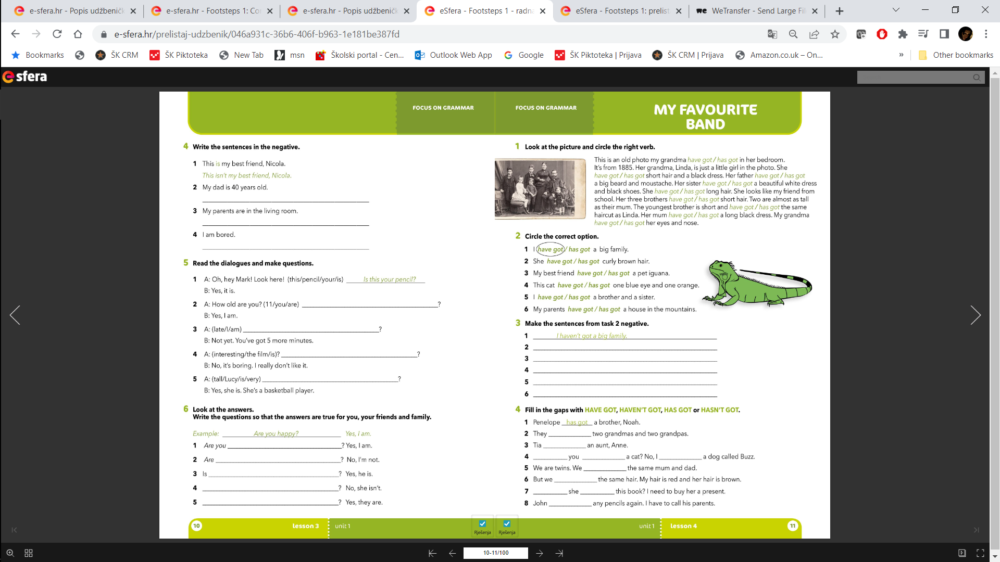 e-sfera.hr - Popis udžbenik
e-sfera.hr - Footsteps 1: Co
e-sfera.hr - Popis udžbenik
eSfera - Footsteps 1 - radna
eSfera - Footsteps 1: prelist
WeTransfer - Send Large Fil
e-sfera.hr/prelistaj-udzbenik/046a931c-36b6-406f-b963-1e181be387fd
Bookmarks ŠK CRM ŠK Piktoteka New Tab msn Školski portal - Cen... Outlook Web App Google ŠK Piktoteka | Prijava ŠK CRM | Prijava Amazon.co.uk – On... » Other bookmarks
esfera
FOCUS ON GRAMMAR
4 Write the sentences in the negative.
1 This is my best friend, Nicola.
This isn't my best friend, Nicola.
2 My dad is 40 years old.
3 My parents are in the living room.
4 I am bored.
5 Read the dialogues and make questions.
1 A: Oh, hey Mark! Look here! (this/pencil/your/is) Is this your pencil?
B: Yes, it is.
2 A: How old are you? (11/you/are) ?
B: Yes, I am.
3 A: (late/I/am) ?
B: Not yet. You've got 5 more minutes.
4 A: (interesting/the film/is)? ?
B: No, it's boring. I really don't like it.
5 A: (tall/Lucy/is/very) ?
B: Yes, she is. She's a basketball player.
6 Look at the answers.
Write the questions so that the answers are true for you, your friends and family.
Example: Are you happy? Yes, I am.
1 Are you ? Yes, I am.
2 Are ? No, I'm not.
3 Is ? Yes, he is.
4 ? No, she isn't.
5 ? Yes, they are.
10 lesson 3 unit 1
Rješenja
FOCUS ON GRAMMAR
MY FAVOURITE
BAND
1 Look at the picture and circle the right verb.
This is an old photo my grandma have got / has got in her bedroom.
It's from 1885. Her grandma, Linda, is just a little girl in the photo. She
have got / has got short hair and a black dress. Her father have got / has got
a big beard and moustache. Her sister have got / has got a beautiful white dress
and black shoes. She have got / has got long hair. She looks like my friend from
school. Her three brothers have got / has got short hair. Two are almost as tall
as their mum. The youngest brother is short and have got / has got the same
haircut as Linda. Her mum have got / has got a long black dress. My grandma
have got / has got her eyes and nose.
2 Circle the correct option.
1 I have got / has got a big family.
2 She have got / has got curly brown hair.
3 My best friend have got / has got a pet iguana.
4 This cat have got / has got one blue eye and one orange.
5 I have got / has got a brother and a sister.
6 My parents have got / has got a house in the mountains.
3 Make the sentences from task 2 negative.
1 I haven't got a big family.
2
3
4
5
6
4 Fill in the gaps with HAVE GOT, HAVEN'T GOT, HAS GOT or HASN'T GOT.
1 Penelope has got a brother, Noah.
2 They two grandmas and two grandpas.
3 Tia an aunt, Anne.
4 you a cat? No, I a dog called Buzz.
5 We are twins. We the same mum and dad.
6 But we the same hair. My hair is red and her hair is brown.
7 she this book? I need to buy her a present.
8 John any pencils again. I have to call his parents.
Rješenja
unit 1 lesson 4 11
10-11/100